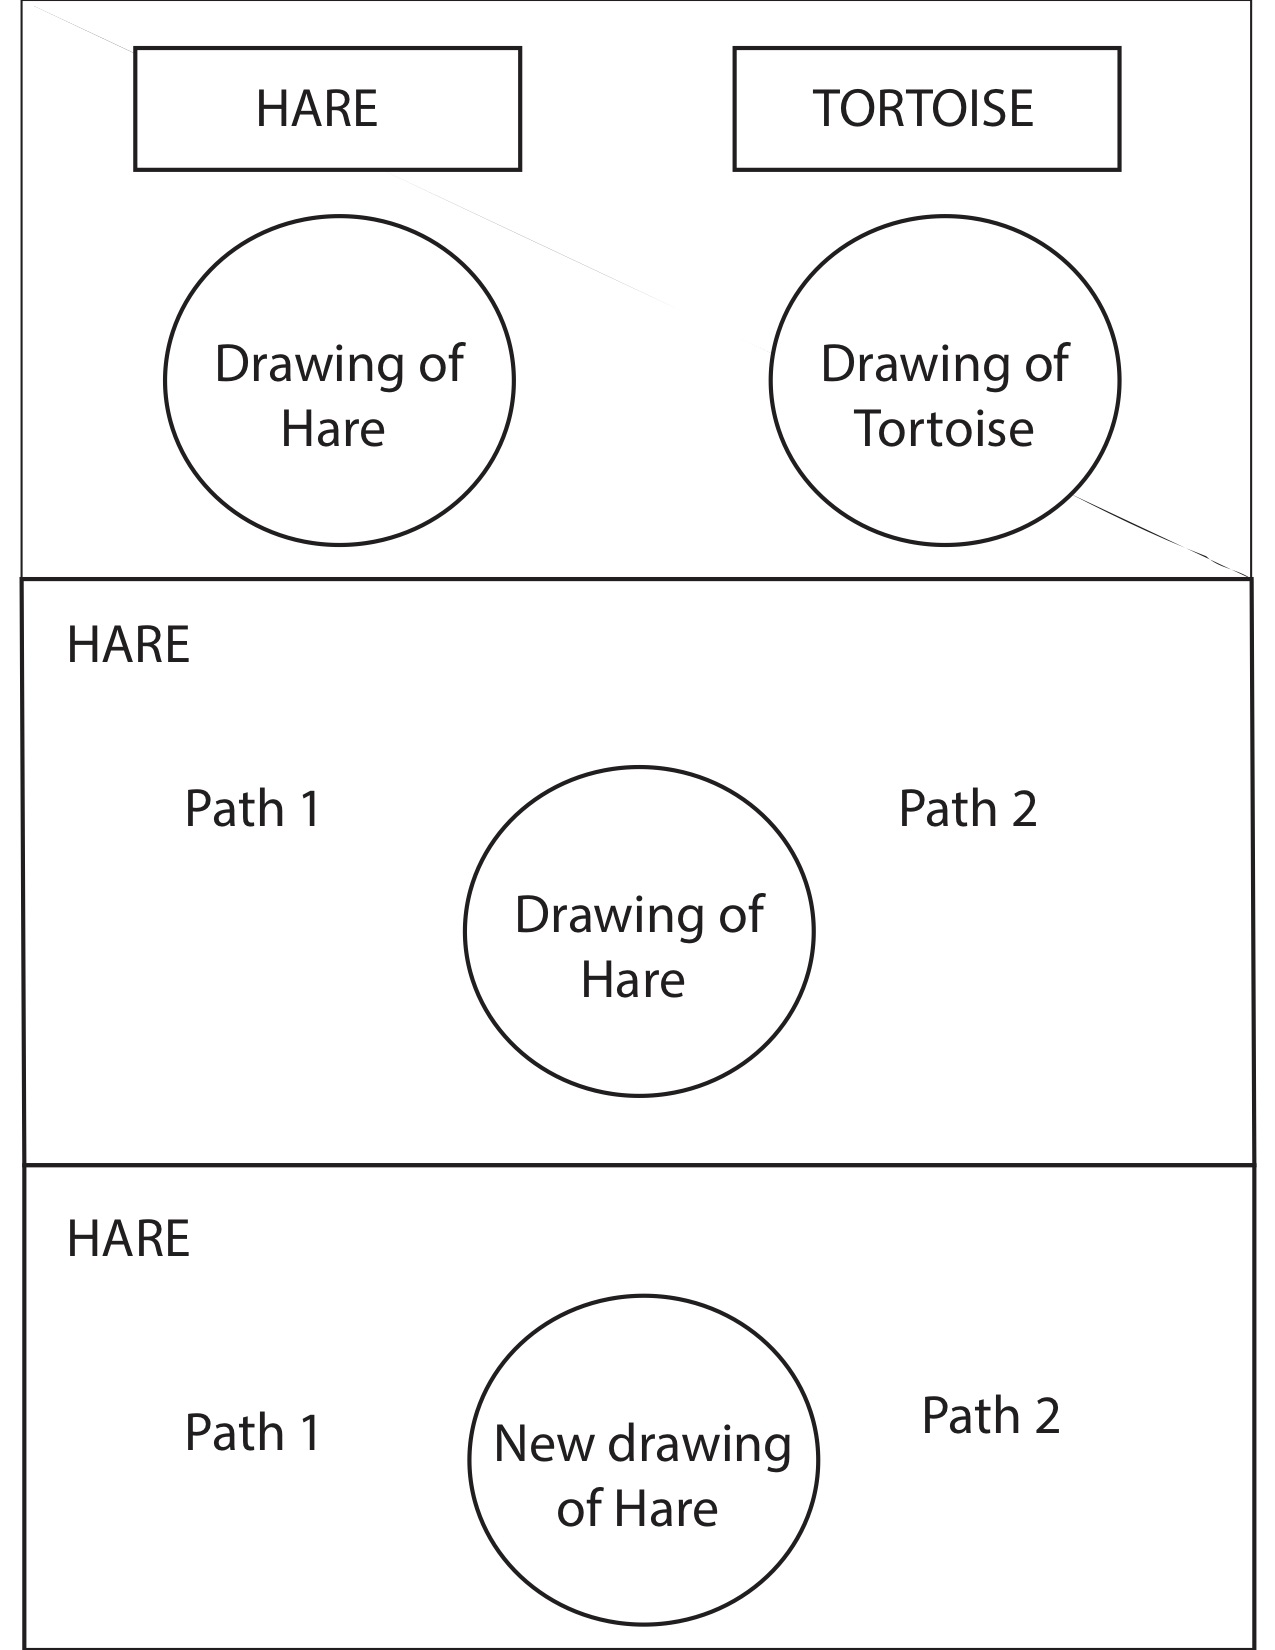 HARE
TORTOISE
Drawing of
Hare
Drawing of
Tortoise
HARE
Path 1
Path 2
Drawing of
Hare
HARE
Path 1
Path 2
New drawing
of Hare